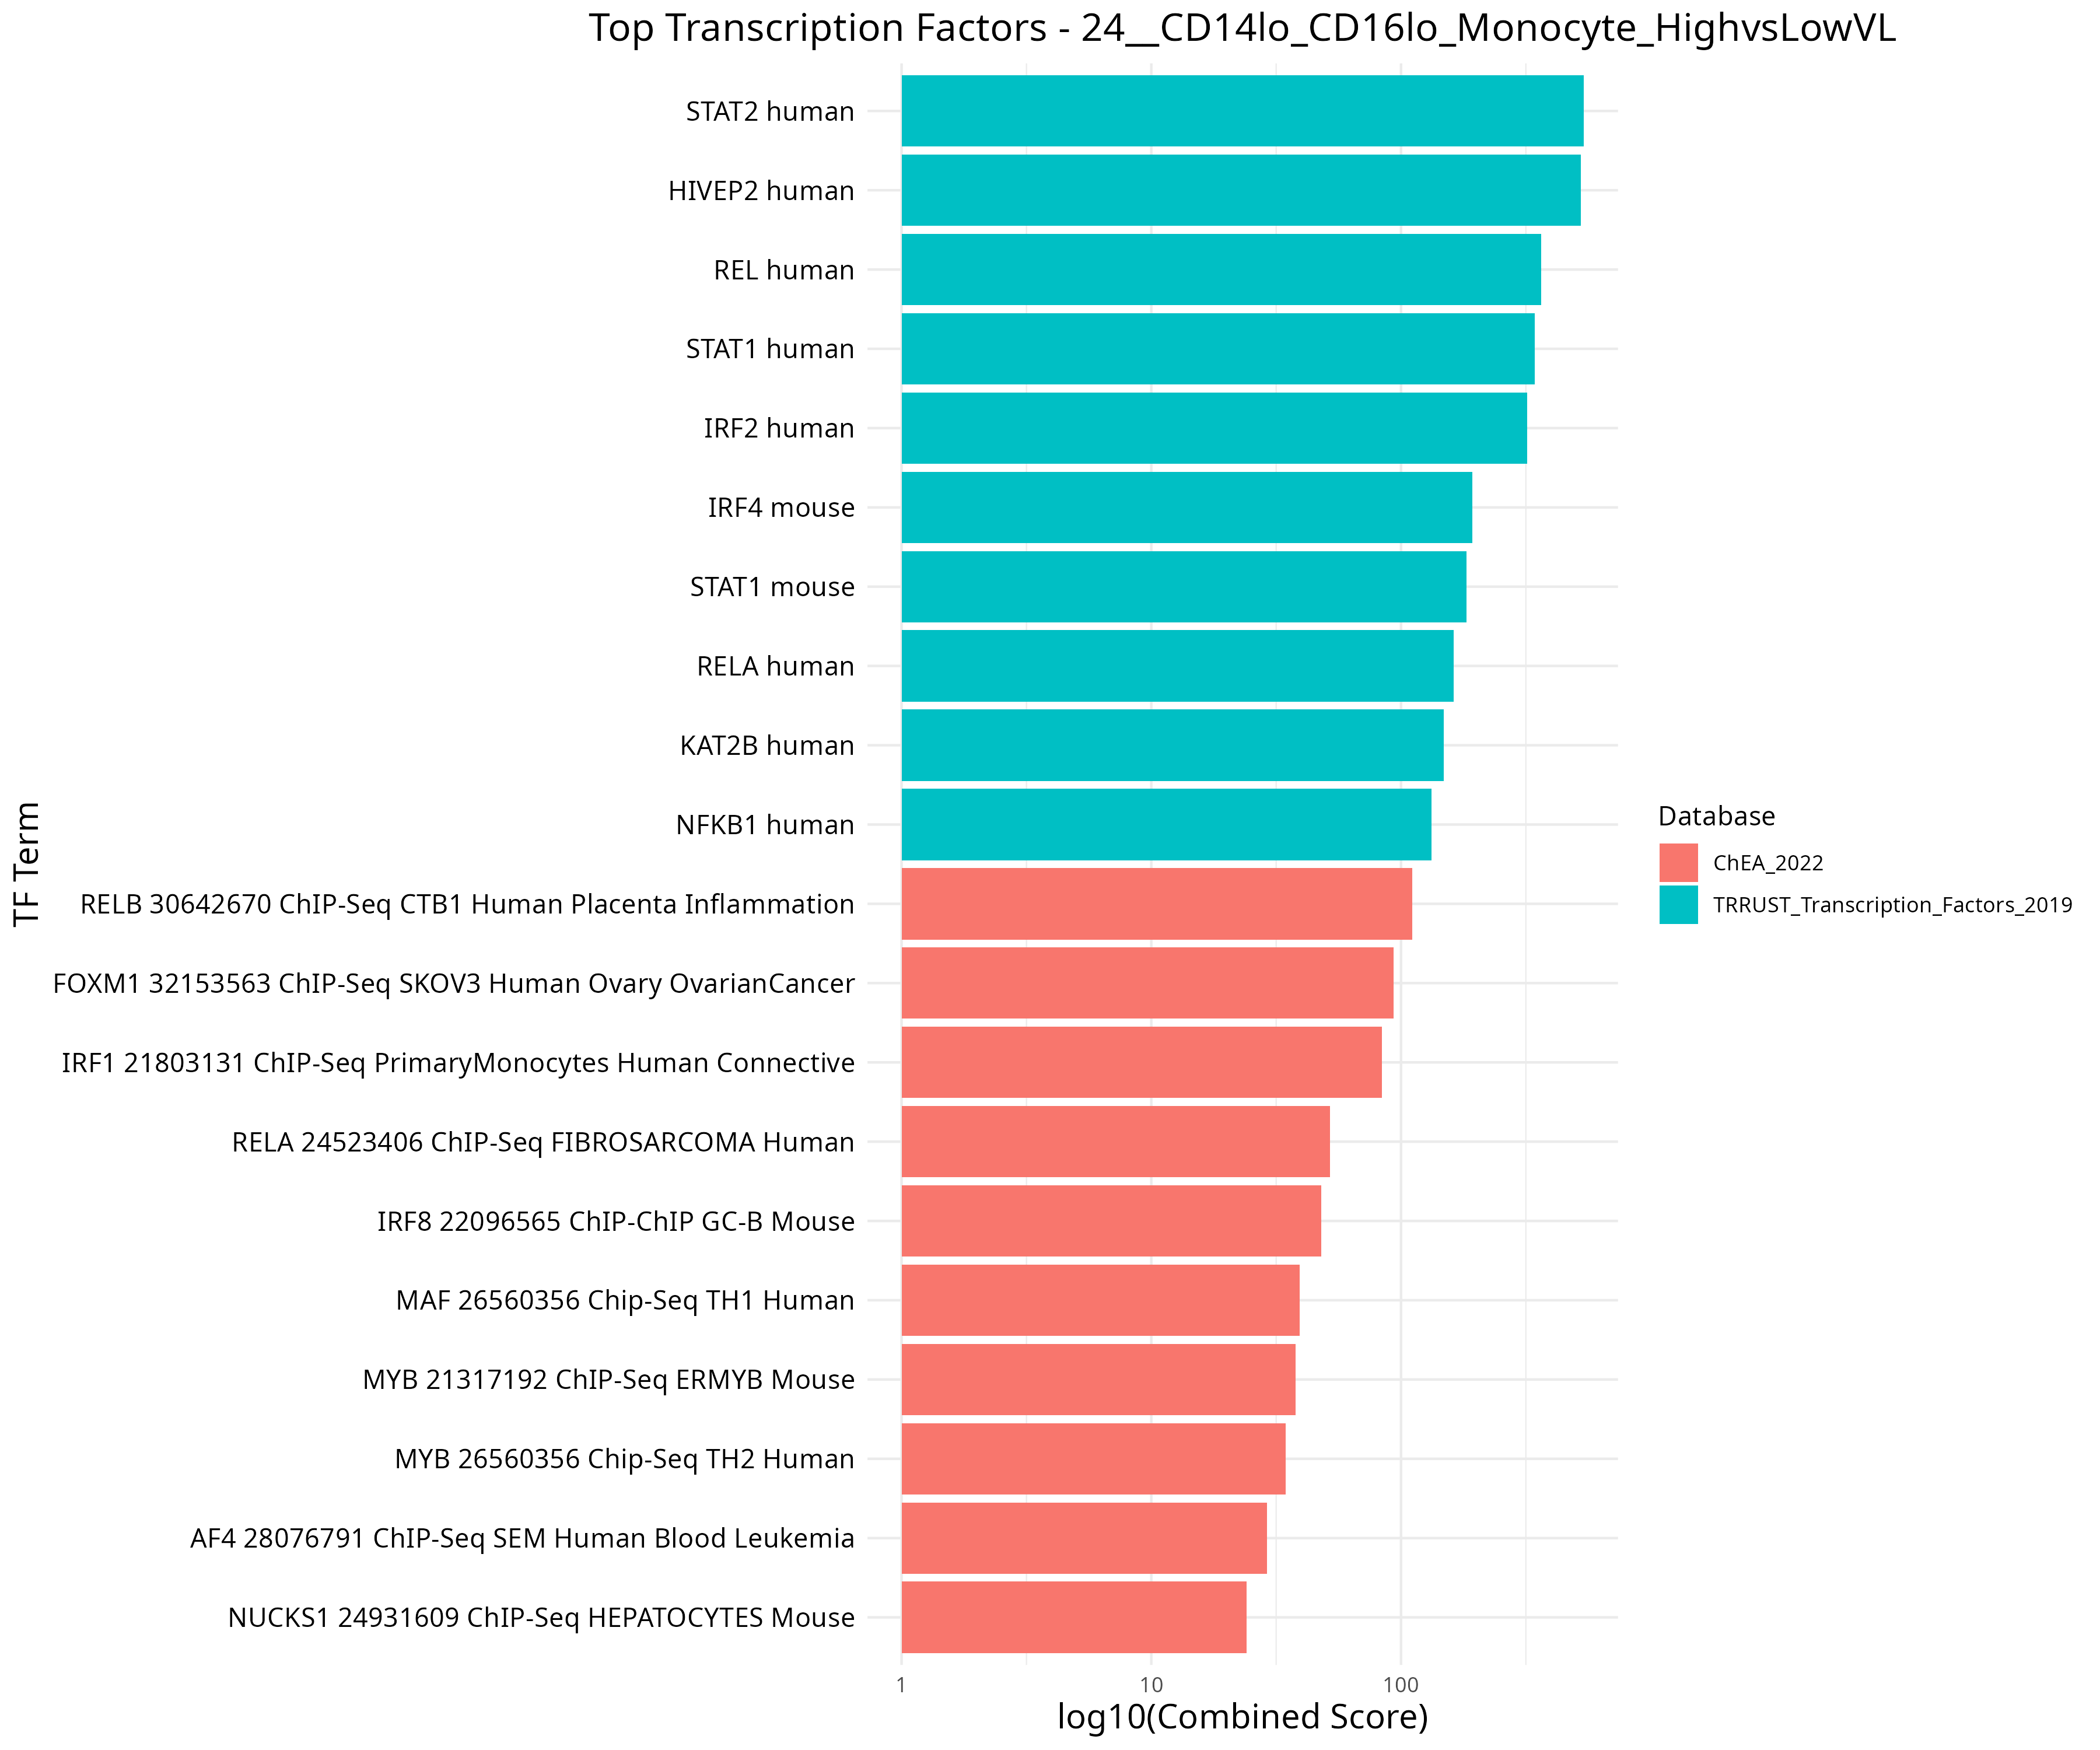 Top Transcription Factors - 24__CD14lo_CD16lo_Monocyte_HighvsLowVL
TF Term
STAT2 human
HIVEP2 human
REL human
STAT1 human
IRF2 human
IRF4 mouse
STAT1 mouse
RELA human
KAT2B human
NFKB1 human
RELB 30642670 ChIP-Seq CTB1 Human Placenta Inflammation
FOXM1 32153563 ChIP-Seq SKOV3 Human Ovary OvarianCancer
IRF1 21803131 ChIP-Seq PrimaryMonocytes Human Connective
RELA 24523406 ChIP-Seq FIBROSARCOMA Human
IRF8 22096565 ChIP-ChIP GC-B Mouse
MAF 26560356 Chip-Seq TH1 Human
MYB 21317192 ChIP-Seq ERMYB Mouse
MYB 26560356 Chip-Seq TH2 Human
AF4 28076791 ChIP-Seq SEM Human Blood Leukemia
NUCKS1 24931609 ChIP-Seq HEPATOCYTES Mouse
1 10 100
log10(Combined Score)
Database
ChEA_2022
TRRUST_Transcription_Factors_2019